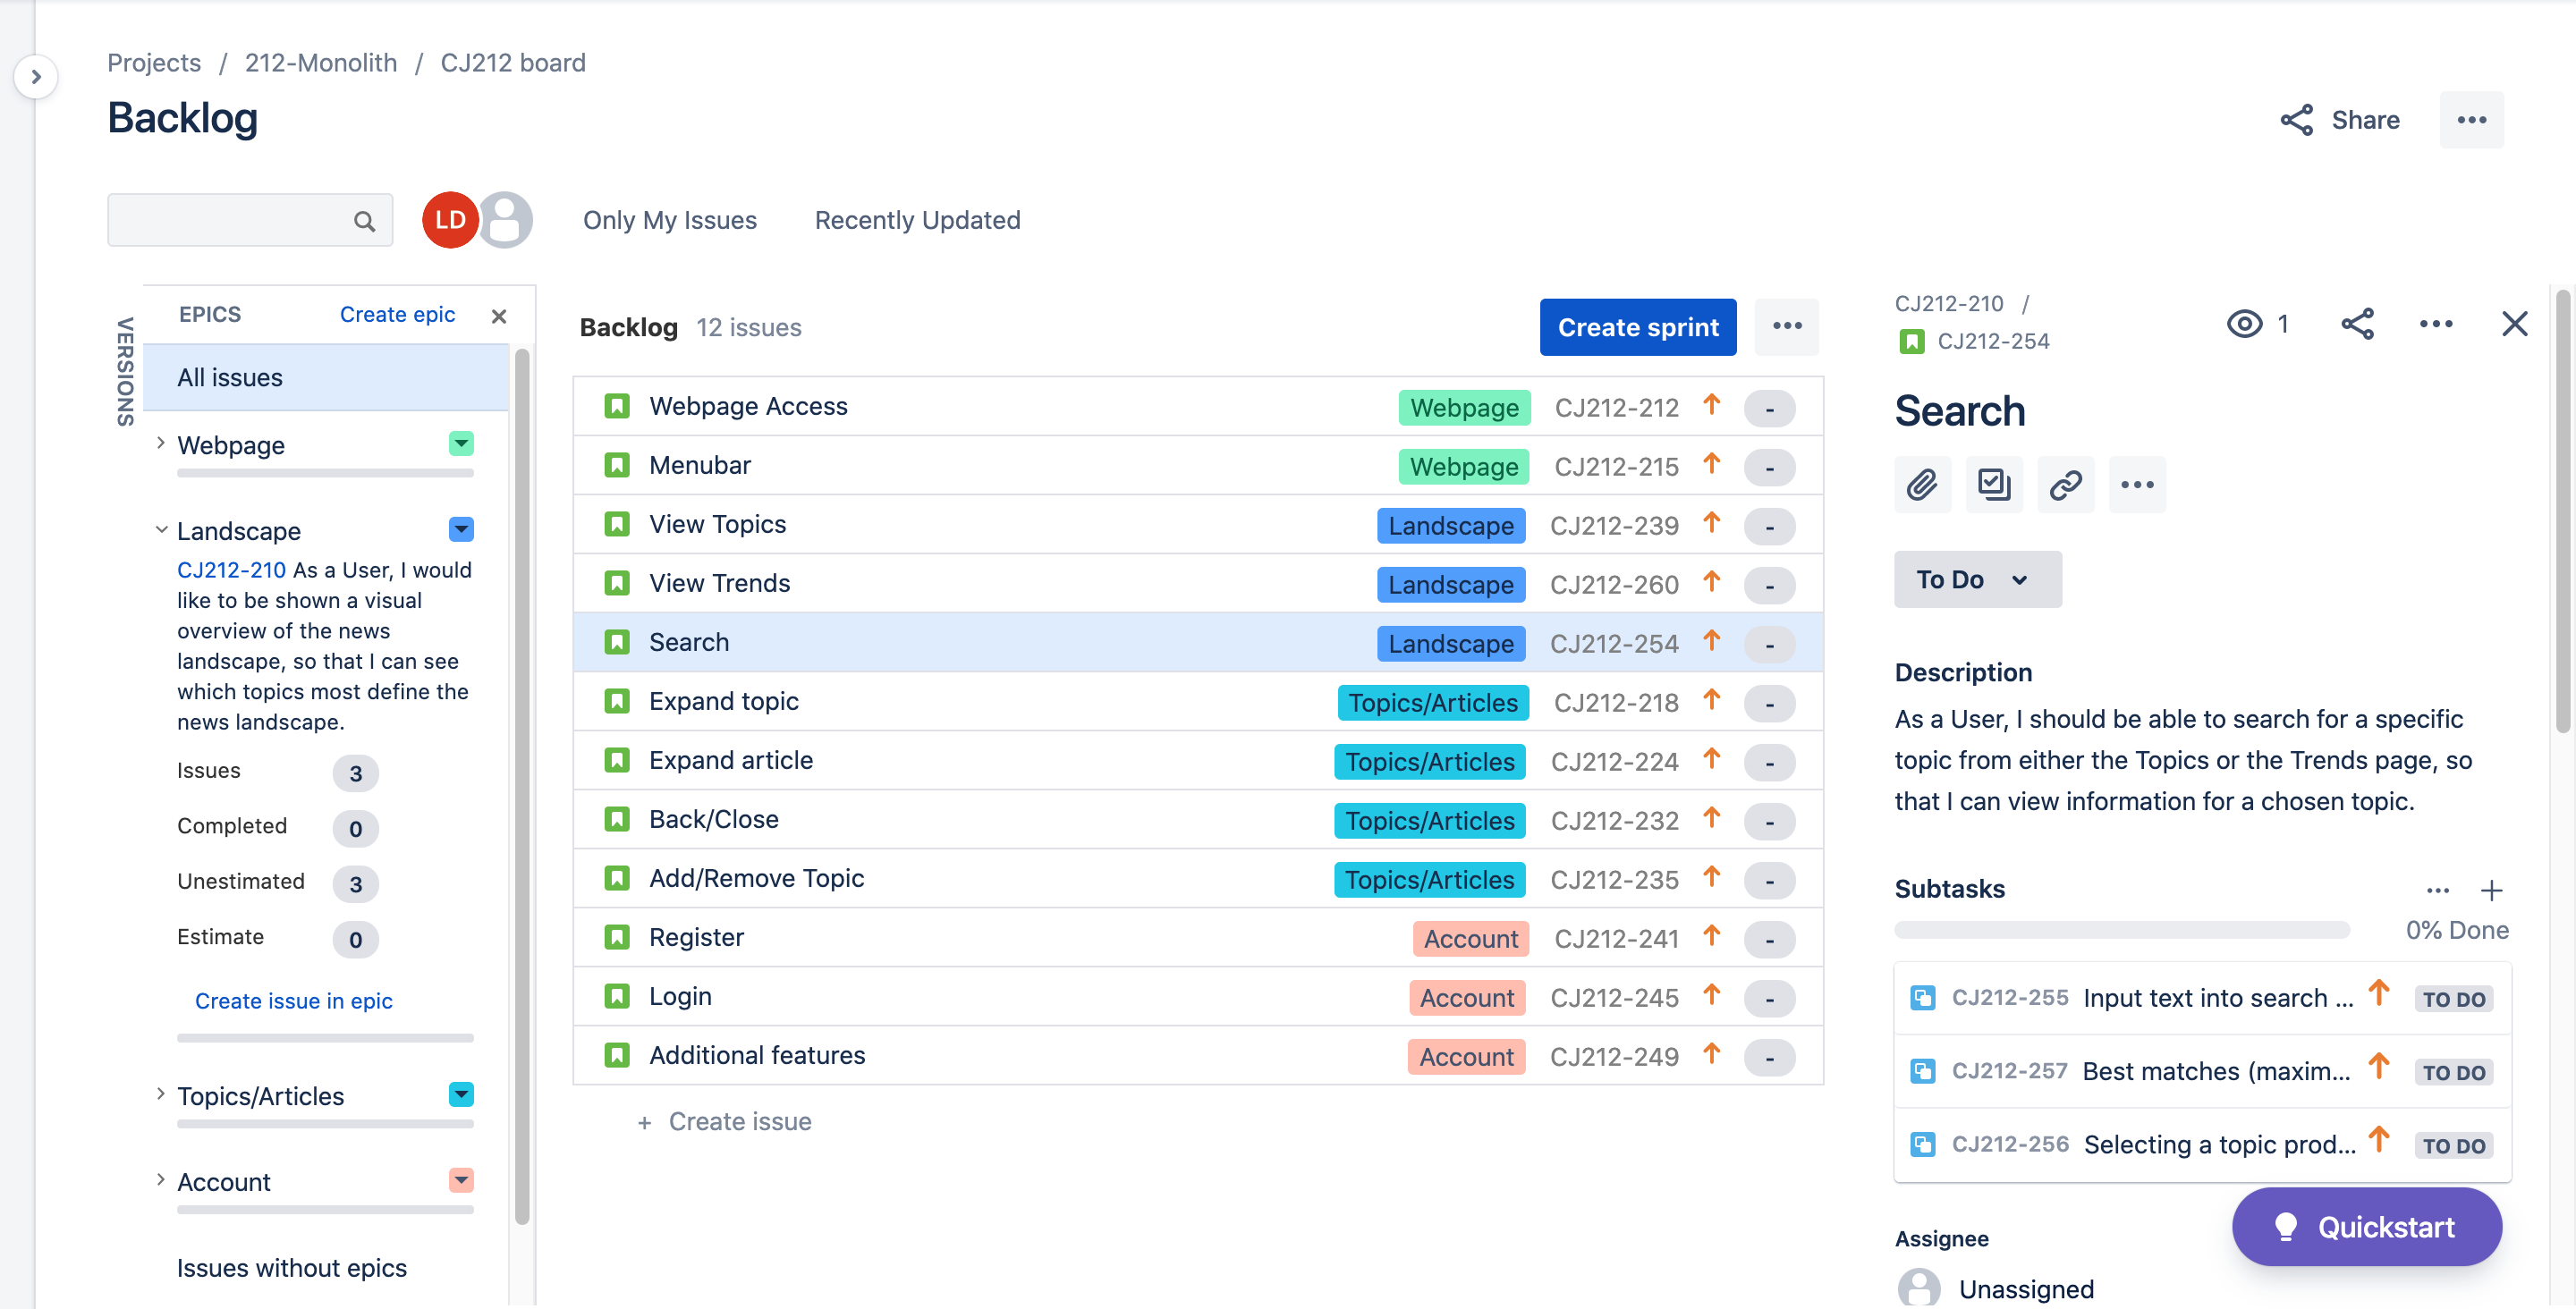 Projects / 212-Monolith / CJ212 board
Backlog
Share
LD
Only My Issues
Recently Updated
VERSIONS
EPICS
Create epic
All issues
Webpage
Landscape
CJ212-210 As a User, I would
like to be shown a visual
overview of the news
landscape, so that I can see
which topics most define the
news landscape.
Issues 3
Completed 0
Unestimated 3
Estimate 0
Create issue in epic
Topics/Articles
Account
Issues without epics
Backlog 12 issues
Create sprint
Webpage Access Webpage CJ212-212 -
Menubar Webpage CJ212-215 -
View Topics Landscape CJ212-239 -
View Trends Landscape CJ212-260 -
Search Landscape CJ212-254 -
Expand topic Topics/Articles CJ212-218 -
Expand article Topics/Articles CJ212-224 -
Back/Close Topics/Articles CJ212-232 -
Add/Remove Topic Topics/Articles CJ212-235 -
Register Account CJ212-241 -
Login Account CJ212-245 -
Additional features Account CJ212-249 -
+ Create issue
CJ212-210 /
CJ212-254
1
Search
To Do
Description
As a User, I should be able to search for a specific
topic from either the Topics or the Trends page, so
that I can view information for a chosen topic.
Subtasks
0% Done
CJ212-255 Input text into search ... TO DO
CJ212-257 Best matches (maxim... TO DO
CJ212-256 Selecting a topic prod... TO DO
Quickstart
Assignee
Unassigned